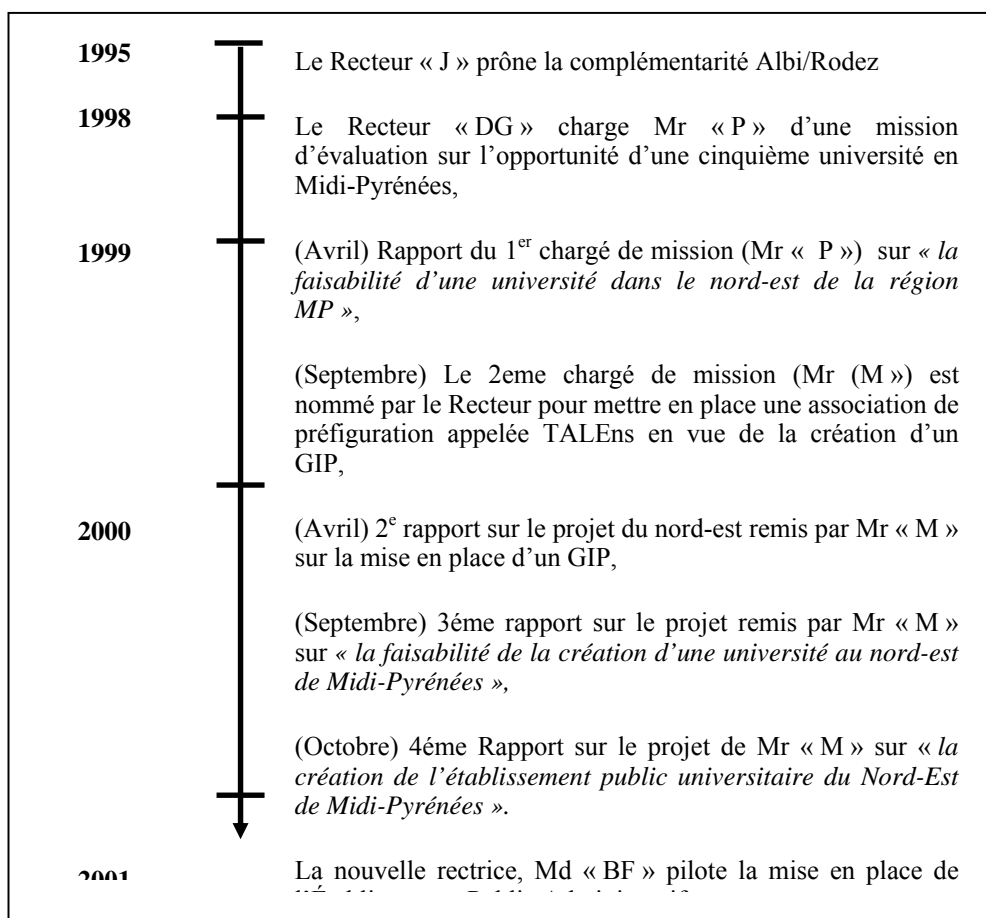 1995
Le Recteur « J » prône la complémentarité Albi/Rodez
1998
Le Recteur « DG » charge Mr « P » d’une mission
d’évaluation sur l’opportunité d’une cinquième université en
Midi-Pyrénées,
1999
(Avril) Rapport du 1er chargé de mission (Mr « P ») sur « la
faisabilité d’une université dans le nord-est de la région
MP »,
(Septembre) Le 2eme chargé de mission (Mr (M ») est
nommé par le Recteur pour mettre en place une association de
préfiguration appelée TALEns en vue de la création d’un
GIP,
2000
(Avril) 2e rapport sur le projet du nord-est remis par Mr « M »
sur la mise en place d’un GIP,
(Septembre) 3éme rapport sur le projet remis par Mr « M »
sur « la faisabilité de la création d’une université au nord-est
de Midi-Pyrénées »,
(Octobre) 4éme Rapport sur le projet de Mr « M » sur « la
création de l’établissement public universitaire du Nord-Est
de Midi-Pyrénées ».
2001
La nouvelle rectrice, Md « BF » pilote la mise en place de